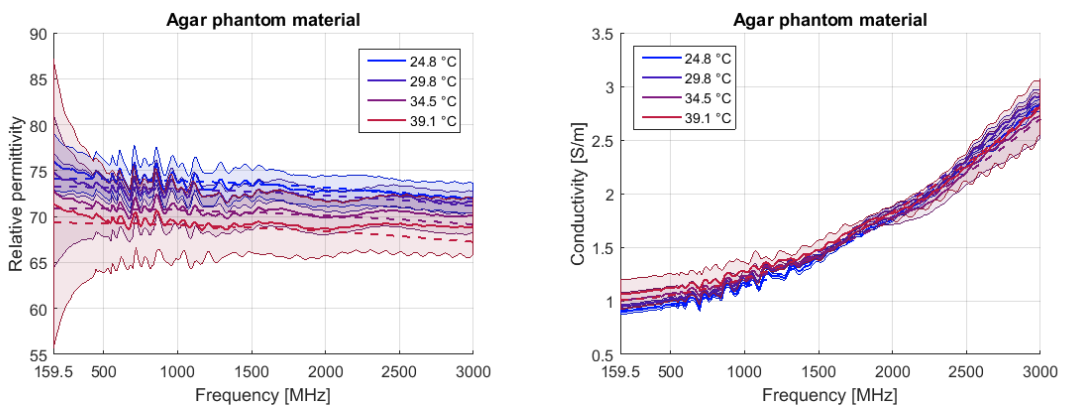 Agar phantom material
90
85
80
75
70
65
60
55
Relative permittivity
24.8 °C
29.8 °C
34.5 °C
39.1 °C
159.5 500 1000 1500 2000 2500 3000
Frequency [MHz]
Agar phantom material
3.5
3
2.5
2
1.5
1
0.5
Conductivity [S/m]
24.8 °C
29.8 °C
34.5 °C
39.1 °C
159.5 500 1000 1500 2000 2500 3000
Frequency [MHz]